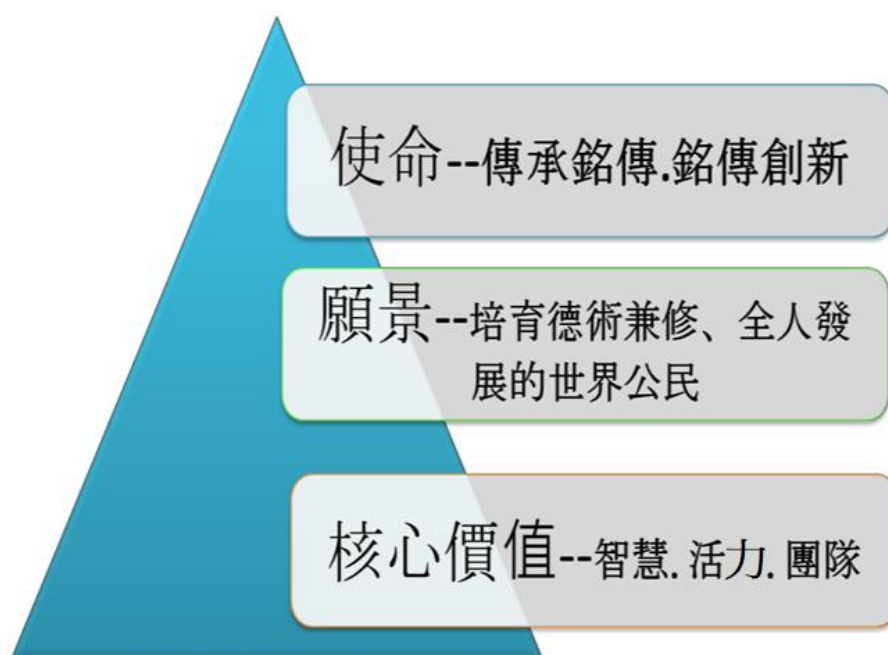 使命--傳承銘傳.銘傳創新
願景--培育德術兼修、全人發
展的世界公民
核心價值--智慧.活力.團隊